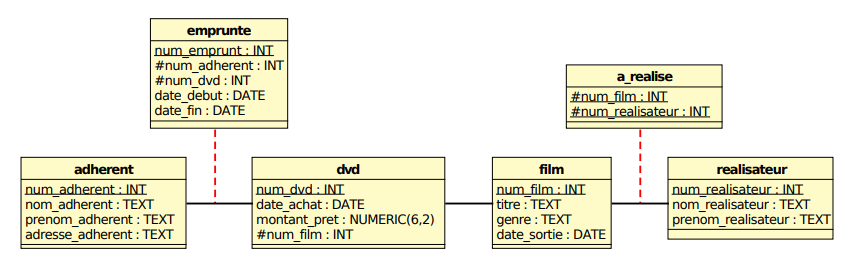 emprunte
num_emprunt : INT
#num_adherent : INT
#num_dvd : INT
date_debut : DATE
date_fin : DATE
a_realise
#num_film : INT
#num_realisateur : INT
adherent
num_adherent : INT
nom_adherent : TEXT
prenom_adherent : TEXT
adresse_adherent : TEXT
dvd
num_dvd : INT
date_achat : DATE
montant_pret : NUMERIC(6,2)
#num_film : INT
film
num_film : INT
titre : TEXT
genre : TEXT
date_sortie : DATE
realisateur
num_realisateur : INT
nom_realisateur : TEXT
prenom_realisateur : TEXT